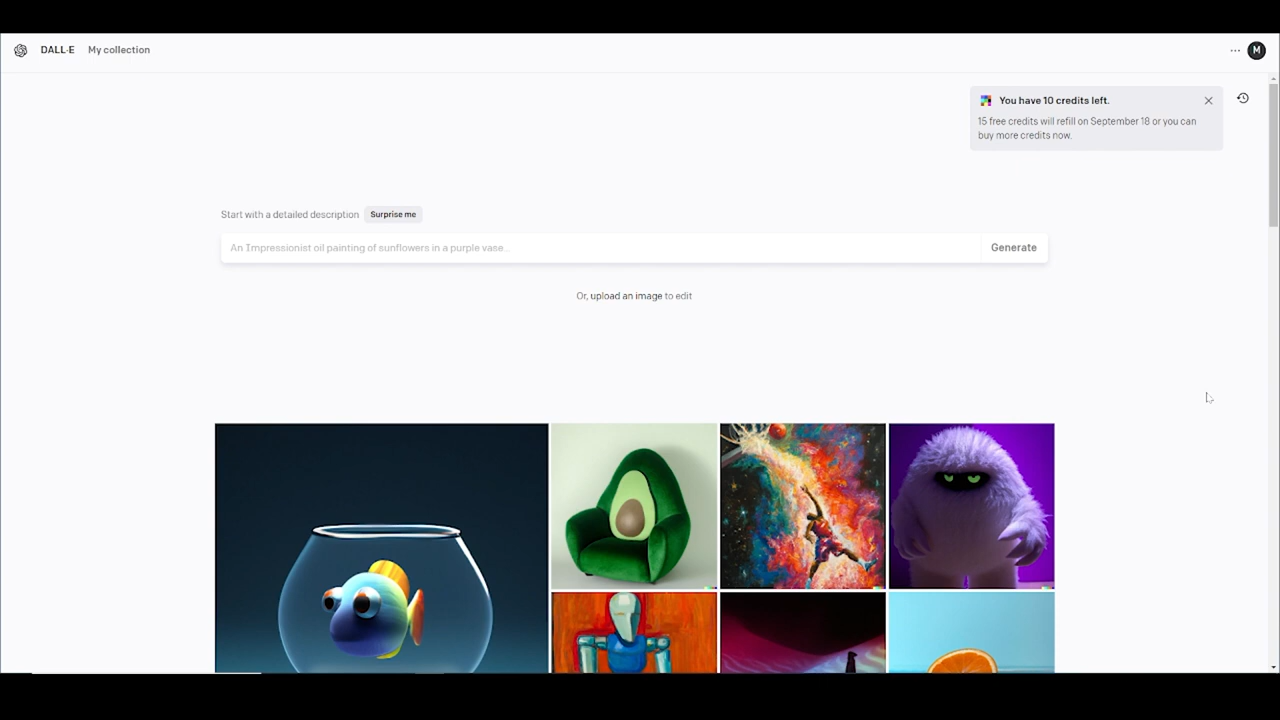 DALL·E My collection ... M
You have 10 credits left.
15 free credits will refill on September 18 or you can
buy more credits now.
Start with a detailed description Surprise me
An Impressionist oil painting of sunflowers in a purple vase... Generate
Or, upload an image to edit